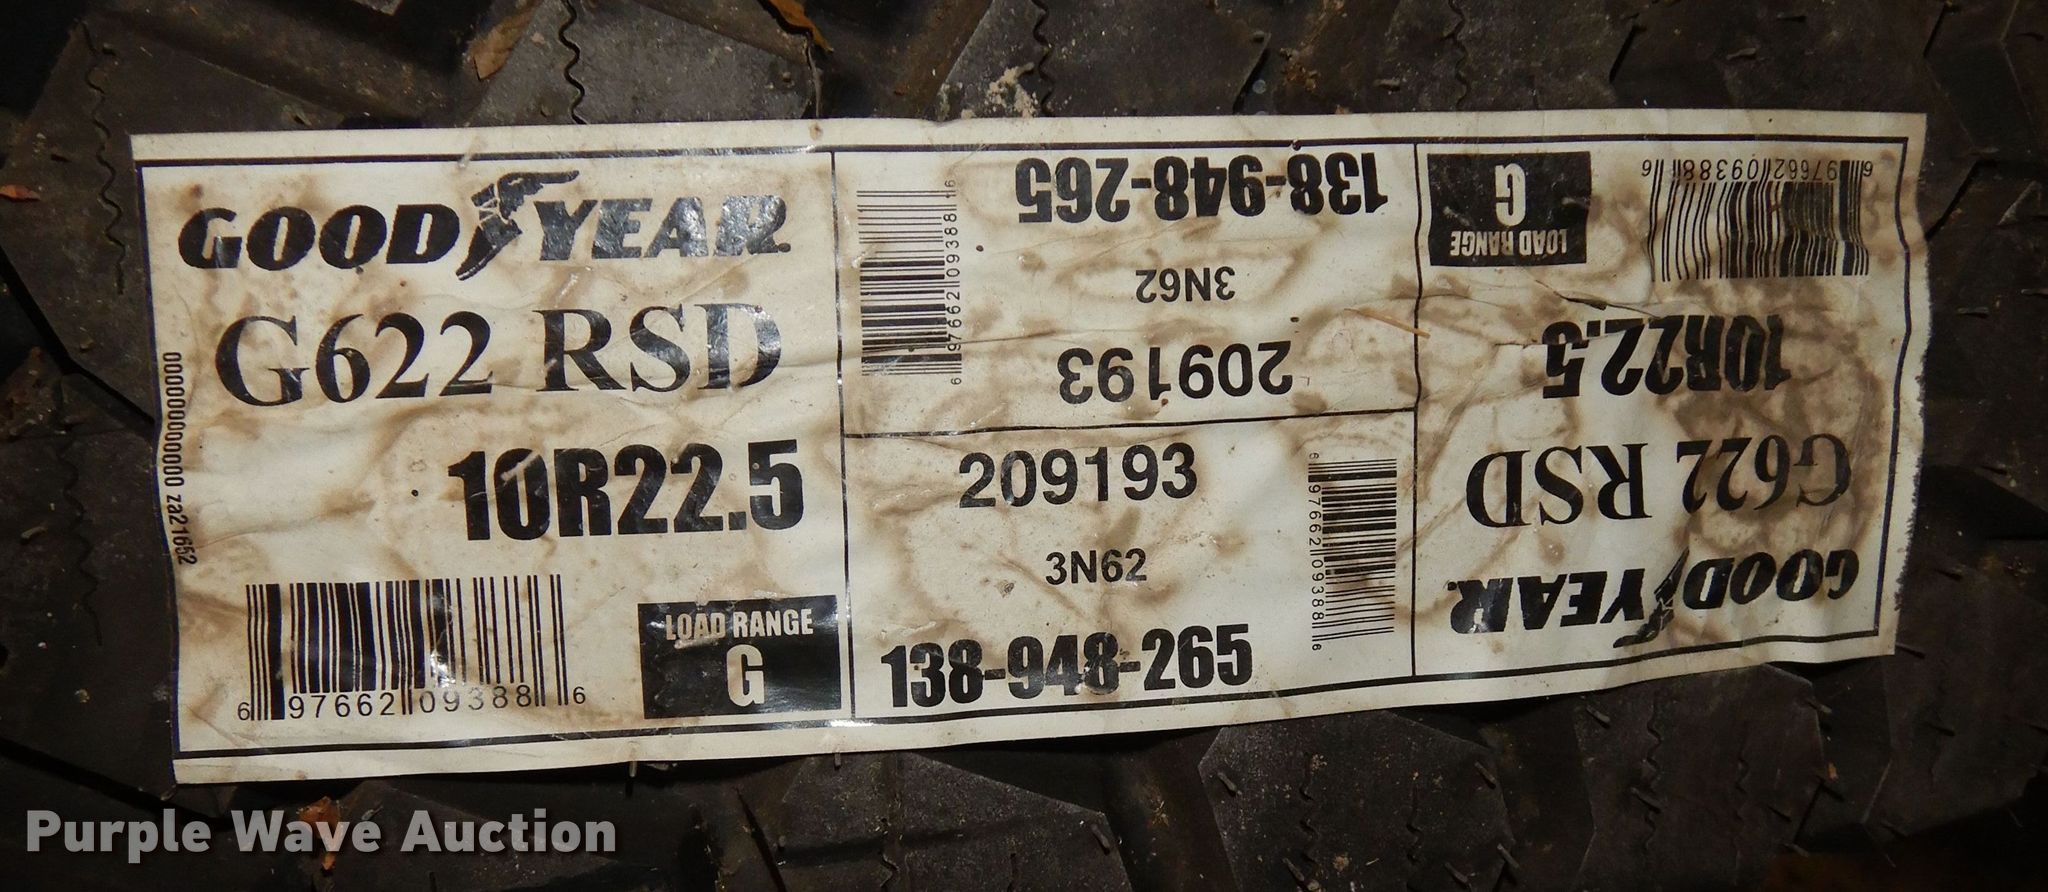 GOODYEAR
G622 RSD
10R22.5
0000000000000 za21652
6 97662 09388 6
LOAD RANGE
G
138-948-265
3N62
209193
6 97662 09388 6
209193
3N62
138-948-265
6 97662 09388 6
6 97662 09388 6
LOAD RANGE
G
10R22.5
G622 RSD
GOODYEAR
Purple Wave Auction